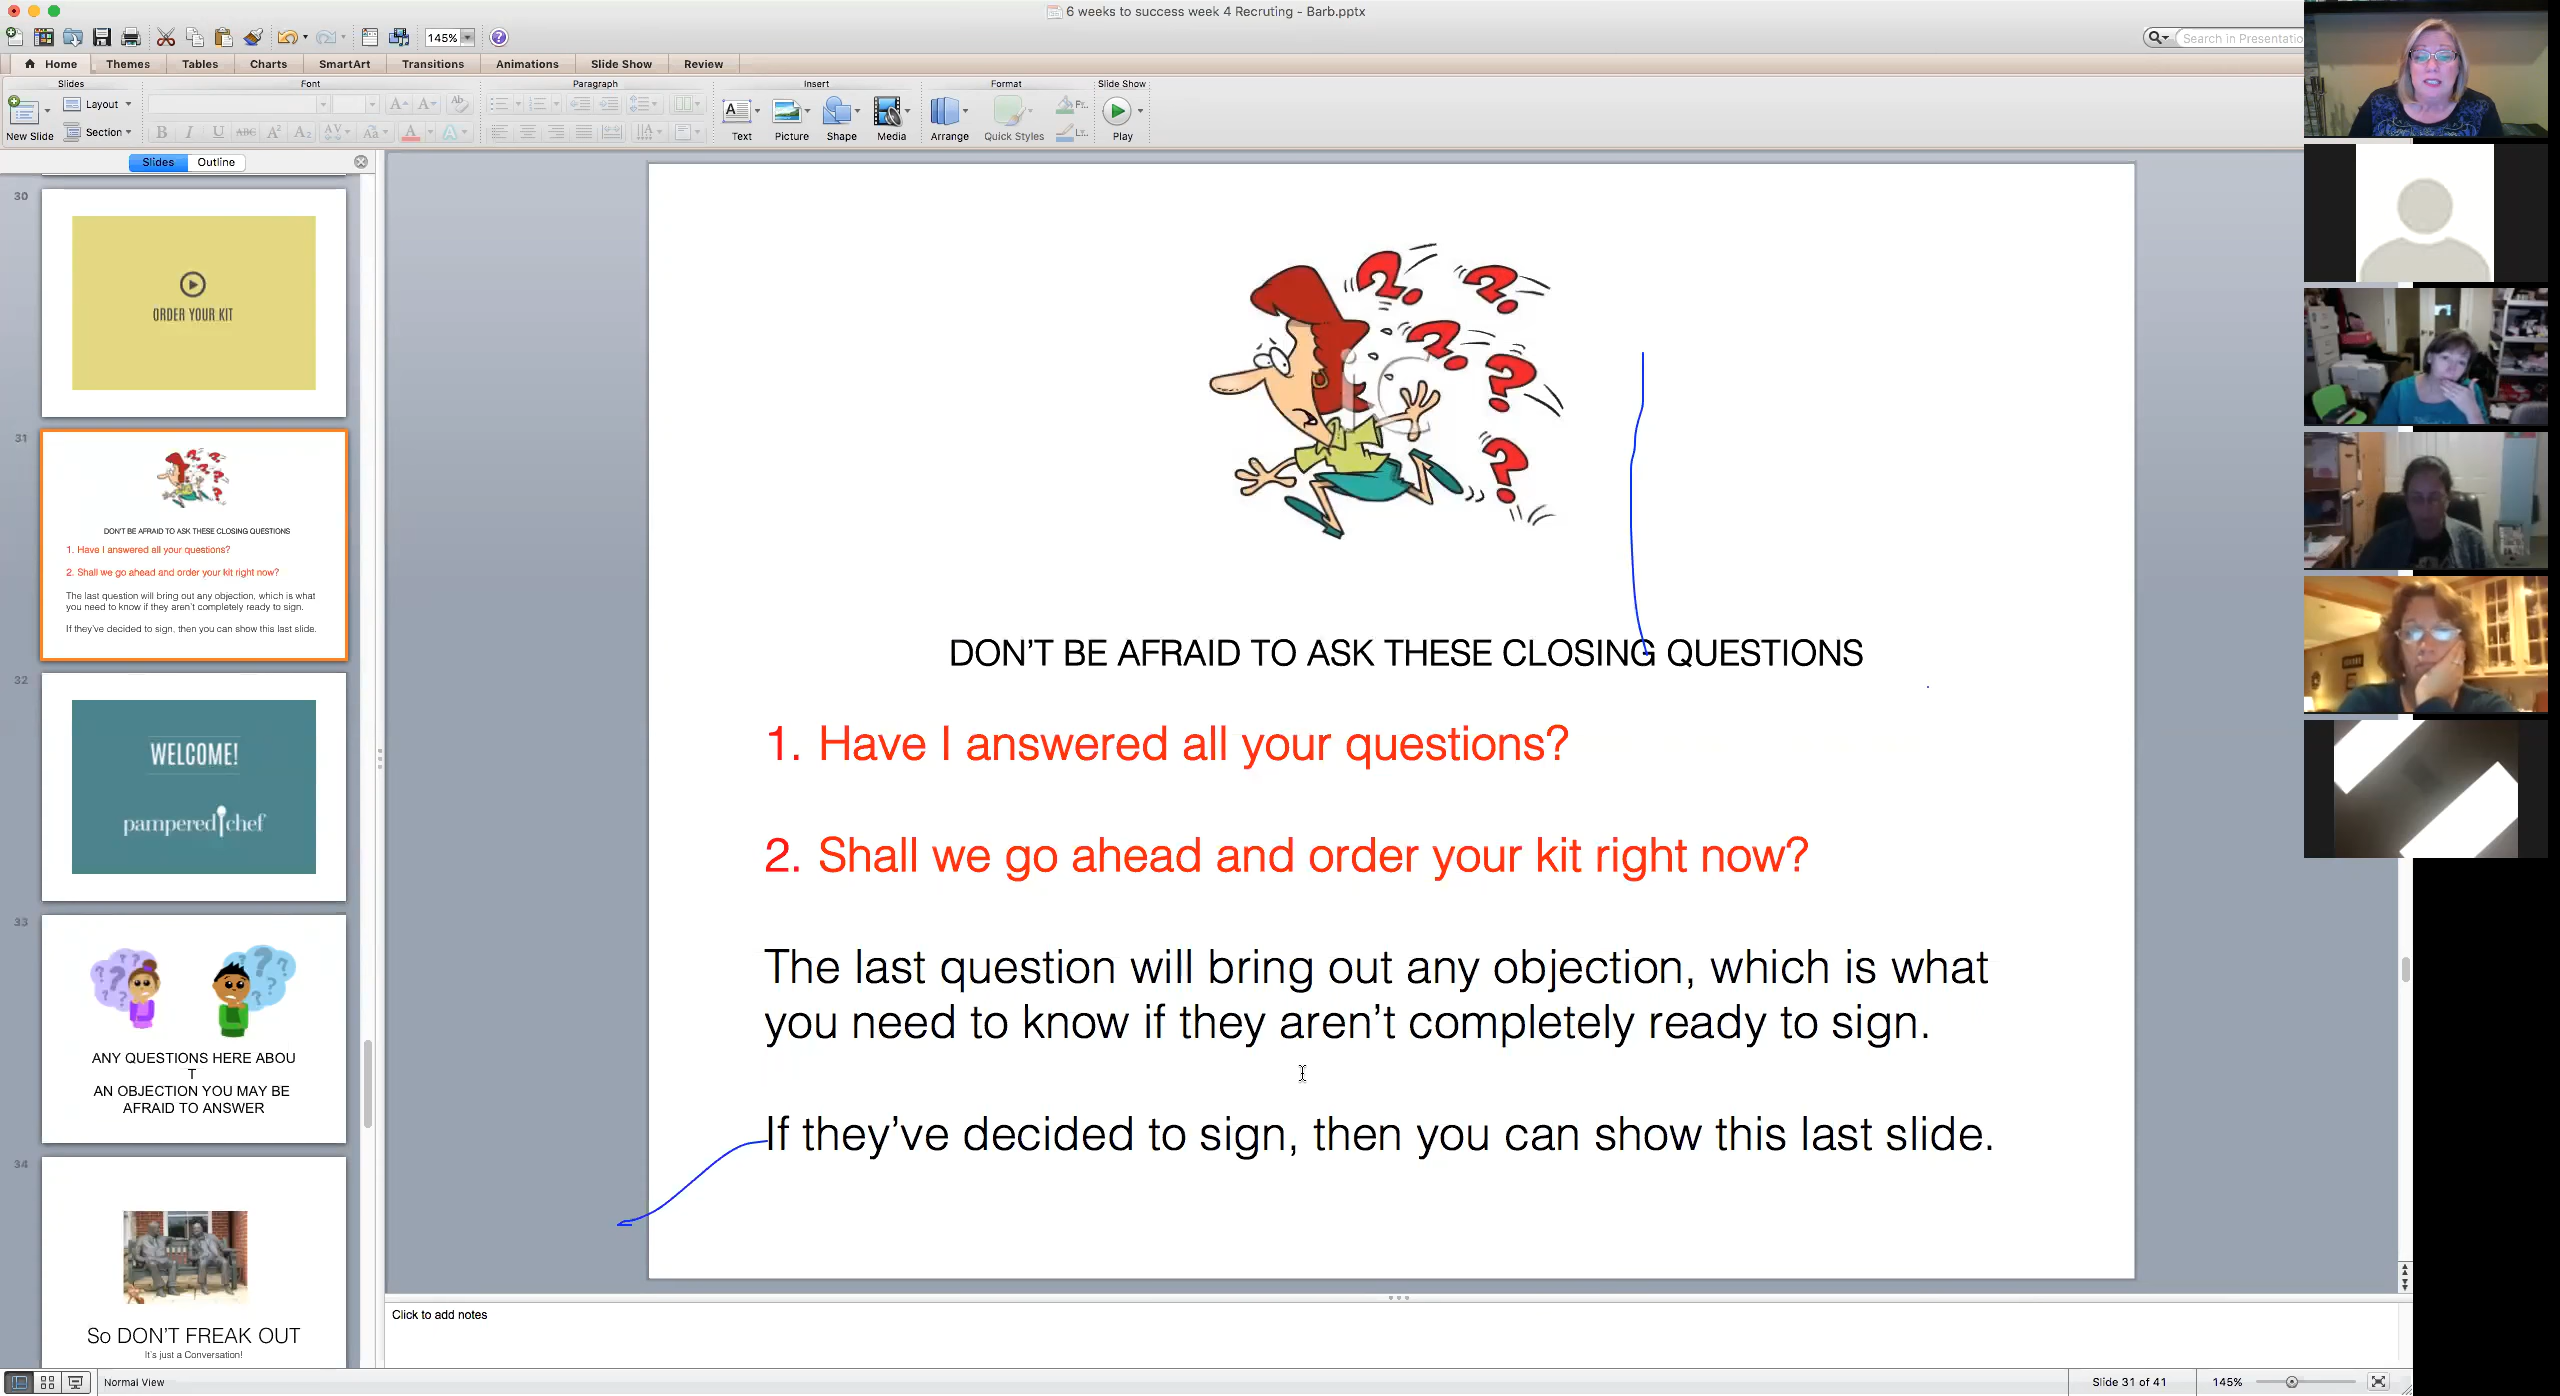 6 weeks to success week 4 Recruting - Barb.pptx
145%
Search in Presentatio
Home Themes Tables Charts SmartArt Transitions Animations Slide Show Review
Slides Font Paragraph Insert Format Slide Show
New Slide
Layout
Section
B I U ABC A² A₂ AV Aa A A
Text Picture Shape Media Arrange Quick Styles Play
Slides Outline
30
ORDER YOUR KIT
31
DON'T BE AFRAID TO ASK THESE CLOSING QUESTIONS
1. Have I answered all your questions?
2. Shall we go ahead and order your kit right now?
The last question will bring out any objection, which is what
you need to know if they aren't completely ready to sign.
If they've decided to sign, then you can show this last slide.
32
WELCOME!
pampered chef
33
ANY QUESTIONS HERE ABOU
T
AN OBJECTION YOU MAY BE
AFRAID TO ANSWER
34
So DON'T FREAK OUT
It's just a Conversation!
DON'T BE AFRAID TO ASK THESE CLOSING QUESTIONS
1. Have I answered all your questions?
2. Shall we go ahead and order your kit right now?
The last question will bring out any objection, which is what
you need to know if they aren't completely ready to sign.
If they've decided to sign, then you can show this last slide.
Click to add notes
Normal View
Slide 31 of 41
145%